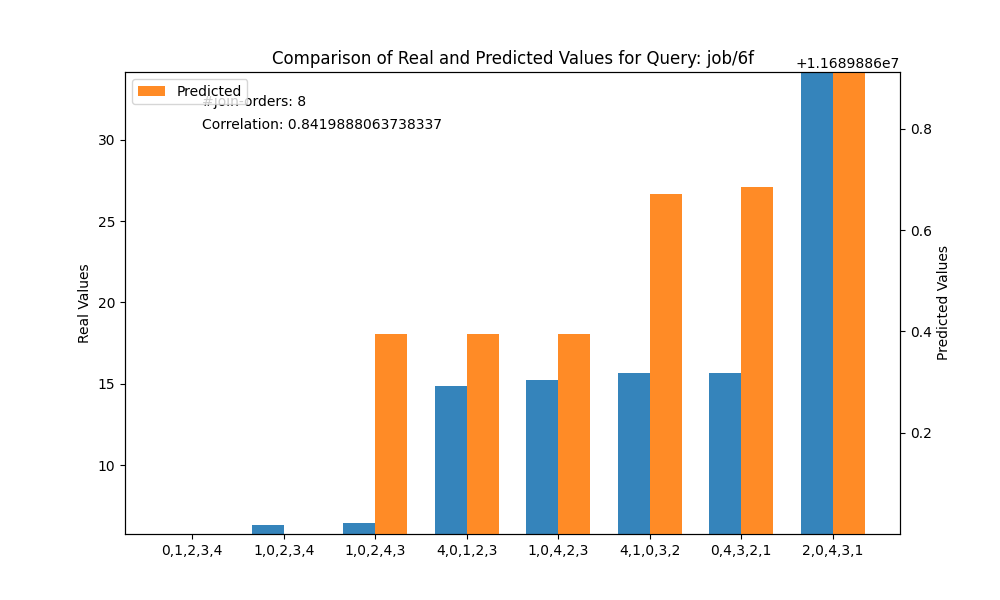 Comparison of Real and Predicted Values for Query: job/6f
+1.1689886e7
Predicted
#join-orders: 8
Correlation: 0.8419888063738337
30
25
20
15
10
Real Values
0.8
0.6
0.4
0.2
Predicted Values
0,1,2,3,4
1,0,2,3,4
1,0,2,4,3
4,0,1,2,3
1,0,4,2,3
4,1,0,3,2
0,4,3,2,1
2,0,4,3,1